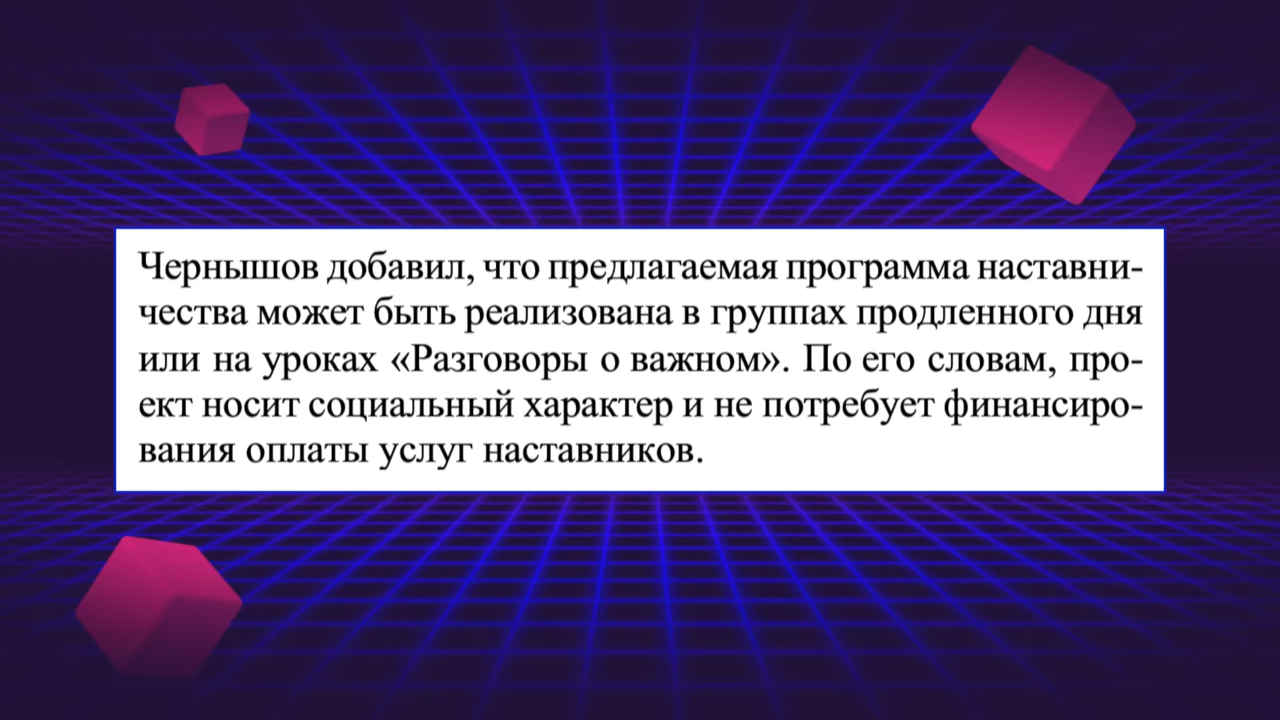 Чернышов добавил, что предлагаемая программа наставни-
чества может быть реализована в группах продленного дня
или на уроках «Разговоры о важном». По его словам, про-
ект носит социальный характер и не потребует финансиро-
вания оплаты услуг наставников.